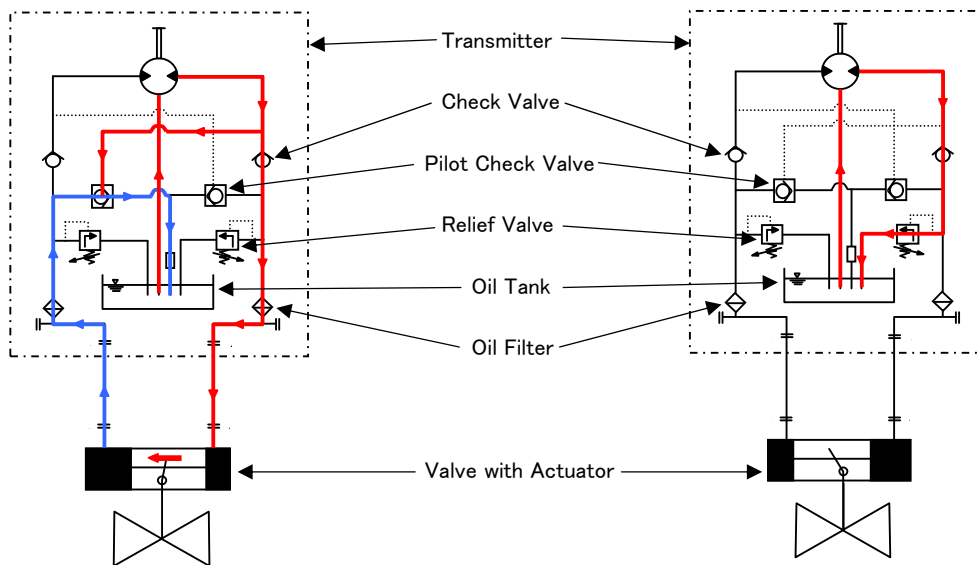 Transmitter
Check Valve
Pilot Check Valve
Relief Valve
Oil Tank
Oil Filter
Valve with Actuator